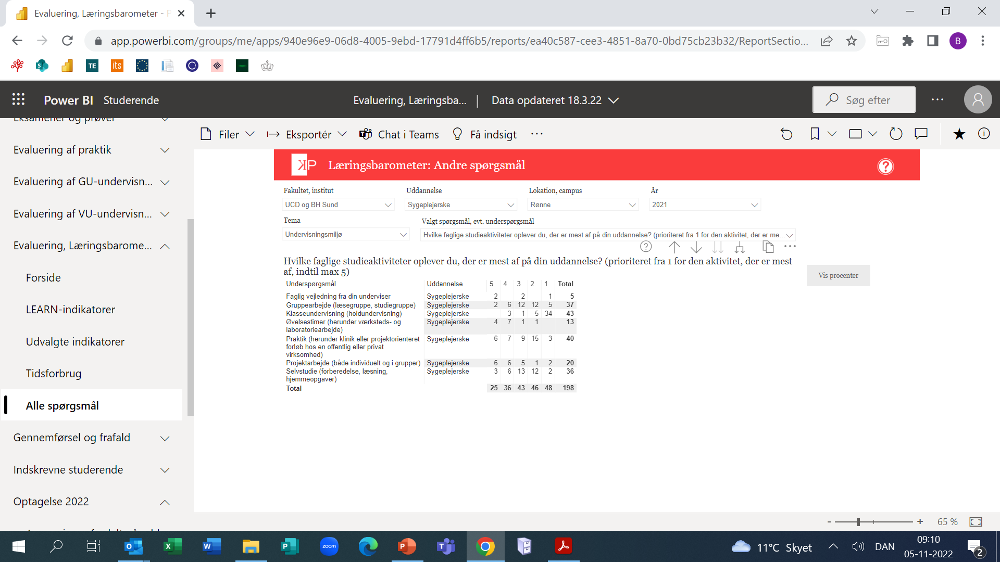 Evaluering, Læringsbarometer - P
app.powerbi.com/groups/me/apps/940e96e9-06d8-4005-9ebd-17791d4ff6b5/reports/ea40c587-cee3-4851-8a70-0bd75cb23b32/ReportSectio...
B
S
TE
its
Power BI Studerende
Evaluering, Læringsba... | Data opdateret 18.3.22
Søg efter
Eksamener og prøver
Evaluering af praktik
Evaluering af GU-undervisn...
Evaluering af VU-undervisn...
Evaluering, Læringsbarome...
Forside
LEARN-indikatorer
Udvalgte indikatorer
Tidsforbrug
Alle spørgsmål
Gennemførsel og frafald
Indskrevne studerende
Optagelse 2022
Filer
Eksportér
Chat i Teams
Få indsigt
KP Læringsbarometer: Andre spørgsmål
Fakultet, institut Uddannelse Lokation, campus År
UCD og BH Sund Sygeplejerske Rønne 2021
Tema Valgt spørgsmål, evt. underspørgsmål
Undervisningsmiljø Hvilke faglige studieaktiviteter oplever du, der er mest af på din uddannelse? (prioriteret fra 1 for den aktivitet, der er me...
Hvilke faglige studieaktiviteter oplever du, der er mest af på din uddannelse? (prioriteret fra 1 for den aktivitet, der er mest
af, indtil max 5)
Vis procenter
Underspørgsmål Uddannelse 5 4 3 2 1 Total
Faglig vejledning fra din underviser Sygeplejerske 2 2 1 5
Gruppearbejde (læsegruppe, studiegruppe) Sygeplejerske 2 6 12 12 5 37
Klasseundervisning (holdundervisning) Sygeplejerske 3 1 5 34 43
Øvelsestimer (herunder værksteds- og Sygeplejerske 4 7 1 1 13
laboratoriearbejde)
Praktik (herunder klinik eller projektorienteret Sygeplejerske 6 7 9 15 3 40
forløb hos en offentlig eller privat
virksomhed)
Projektarbejde (både individuelt og i grupper) Sygeplejerske 6 6 5 1 2 20
Selvstudie (forberedelse, læsning, Sygeplejerske 3 6 13 12 2 36
hjemmeopgaver)
Total 25 36 43 46 48 198
- + 65 %
zoom
11°C Skyet
DAN
09:10
05-11-2022
2